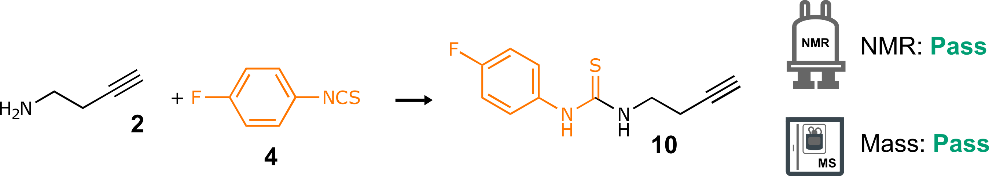 H₂N
2
+
F
NCS
4
F
S
N
H
N
H
10
NMR
NMR: Pass
MS
Mass: Pass